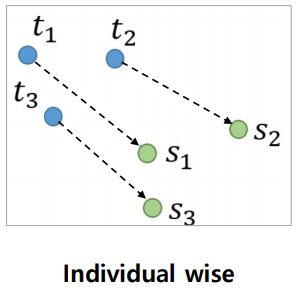 t₁
t₂
t₃
s₁
s₂
s₃
Individual wise